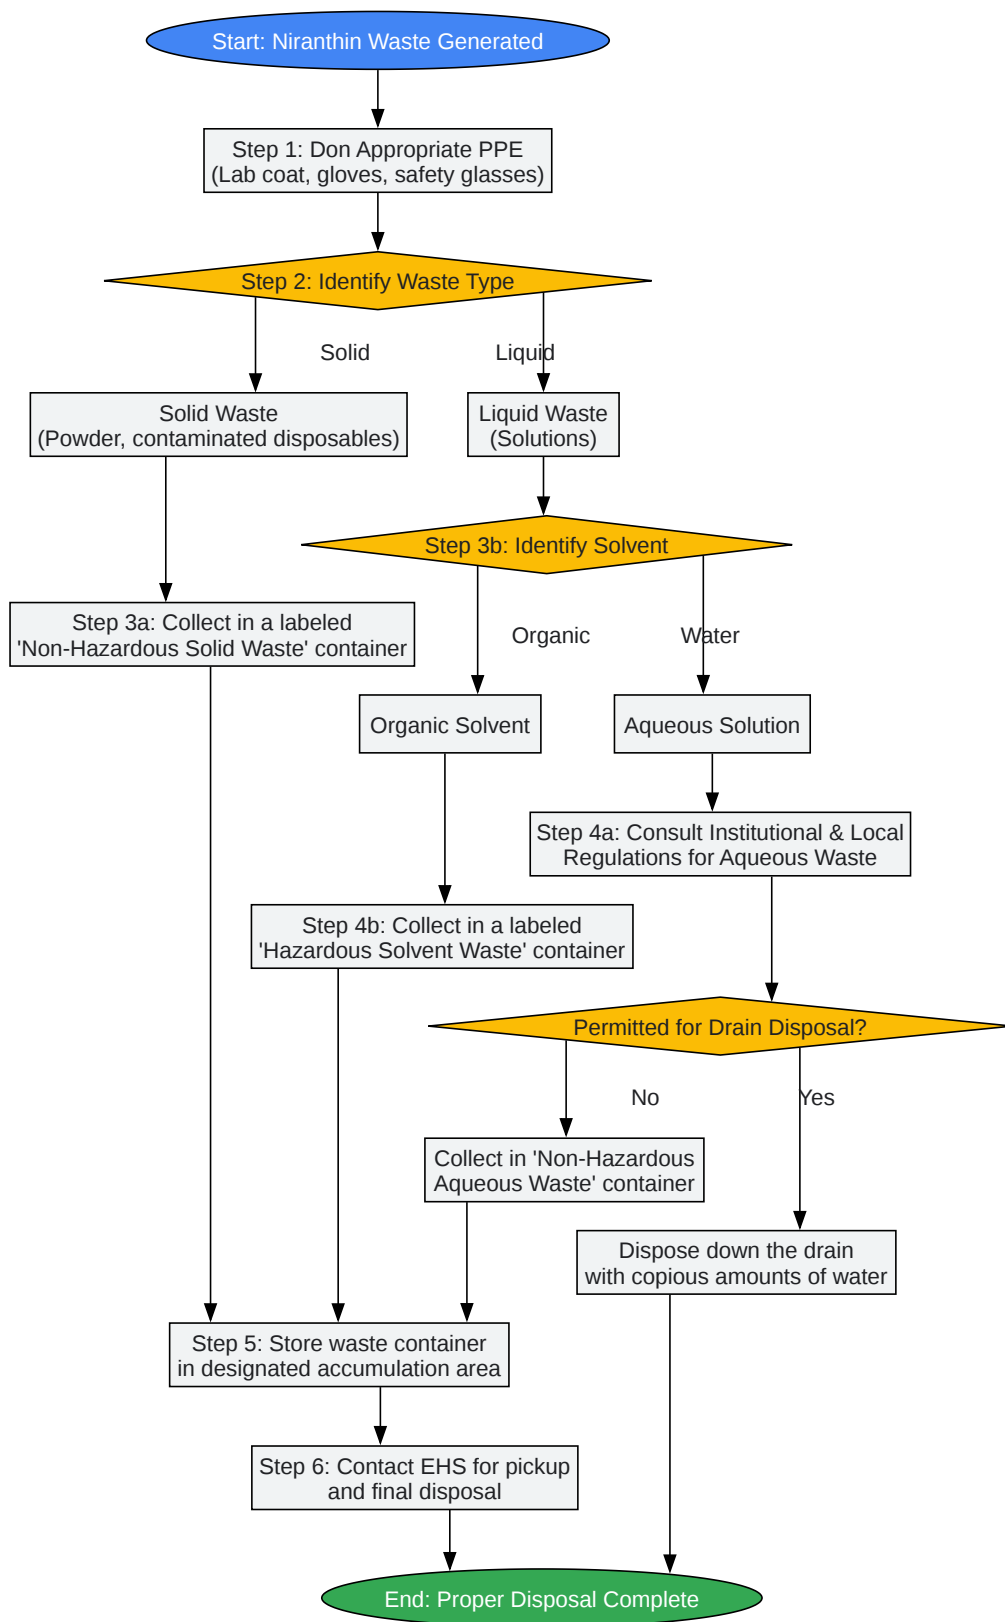 Start: Niranthin Waste Generated
Step 1: Don Appropriate PPE
(Lab coat, gloves, safety glasses)
Step 2: Identify Waste Type
Solid
Liquid
Solid Waste
(Powder, contaminated disposables)
Liquid Waste
(Solutions)
Step 3b: Identify Solvent
Step 3a: Collect in a labeled
'Non-Hazardous Solid Waste' container
Organic
Water
Organic Solvent
Aqueous Solution
Step 4a: Consult Institutional & Local
Regulations for Aqueous Waste
Step 4b: Collect in a labeled
'Hazardous Solvent Waste' container
Permitted for Drain Disposal?
No
Yes
Collect in 'Non-Hazardous
Aqueous Waste' container
Dispose down the drain
with copious amounts of water
Step 5: Store waste container
in designated accumulation area
Step 6: Contact EHS for pickup
and final disposal
End: Proper Disposal Complete